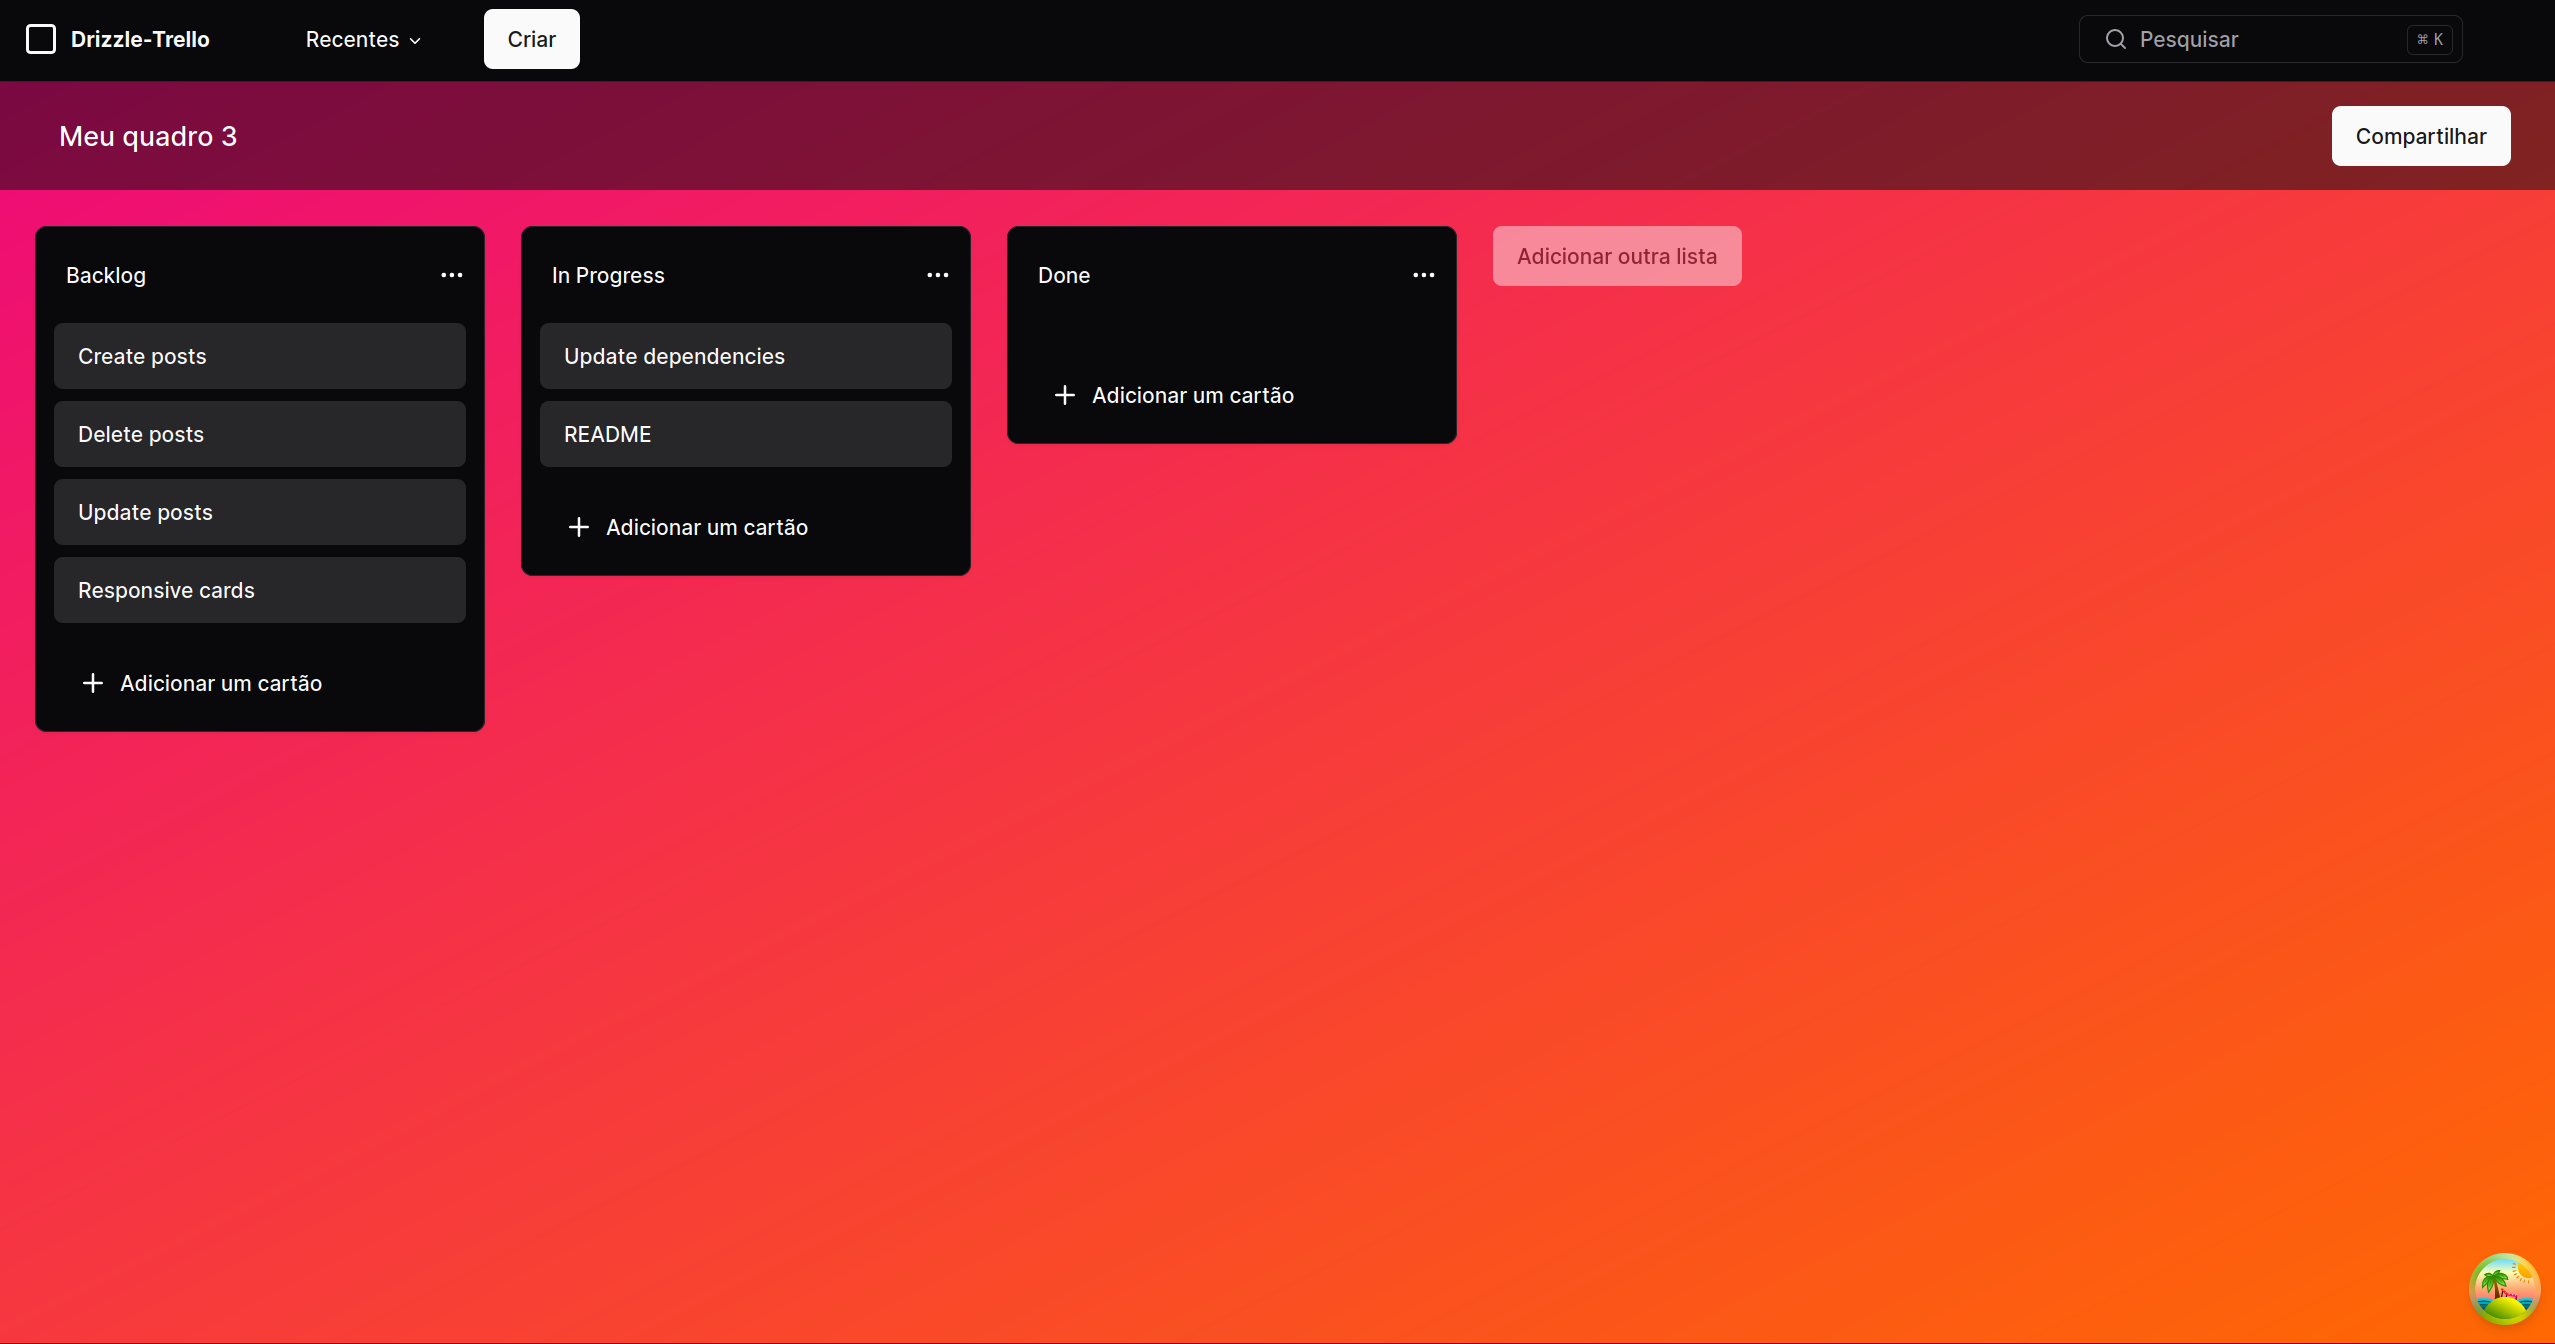 Drizzle-Trello
Recentes
Criar
Pesquisar
⌘ K
Meu quadro 3
Compartilhar
Backlog
Create posts
Delete posts
Update posts
Responsive cards
Adicionar um cartão
In Progress
Update dependencies
README
Adicionar um cartão
Done
Adicionar um cartão
Adicionar outra lista